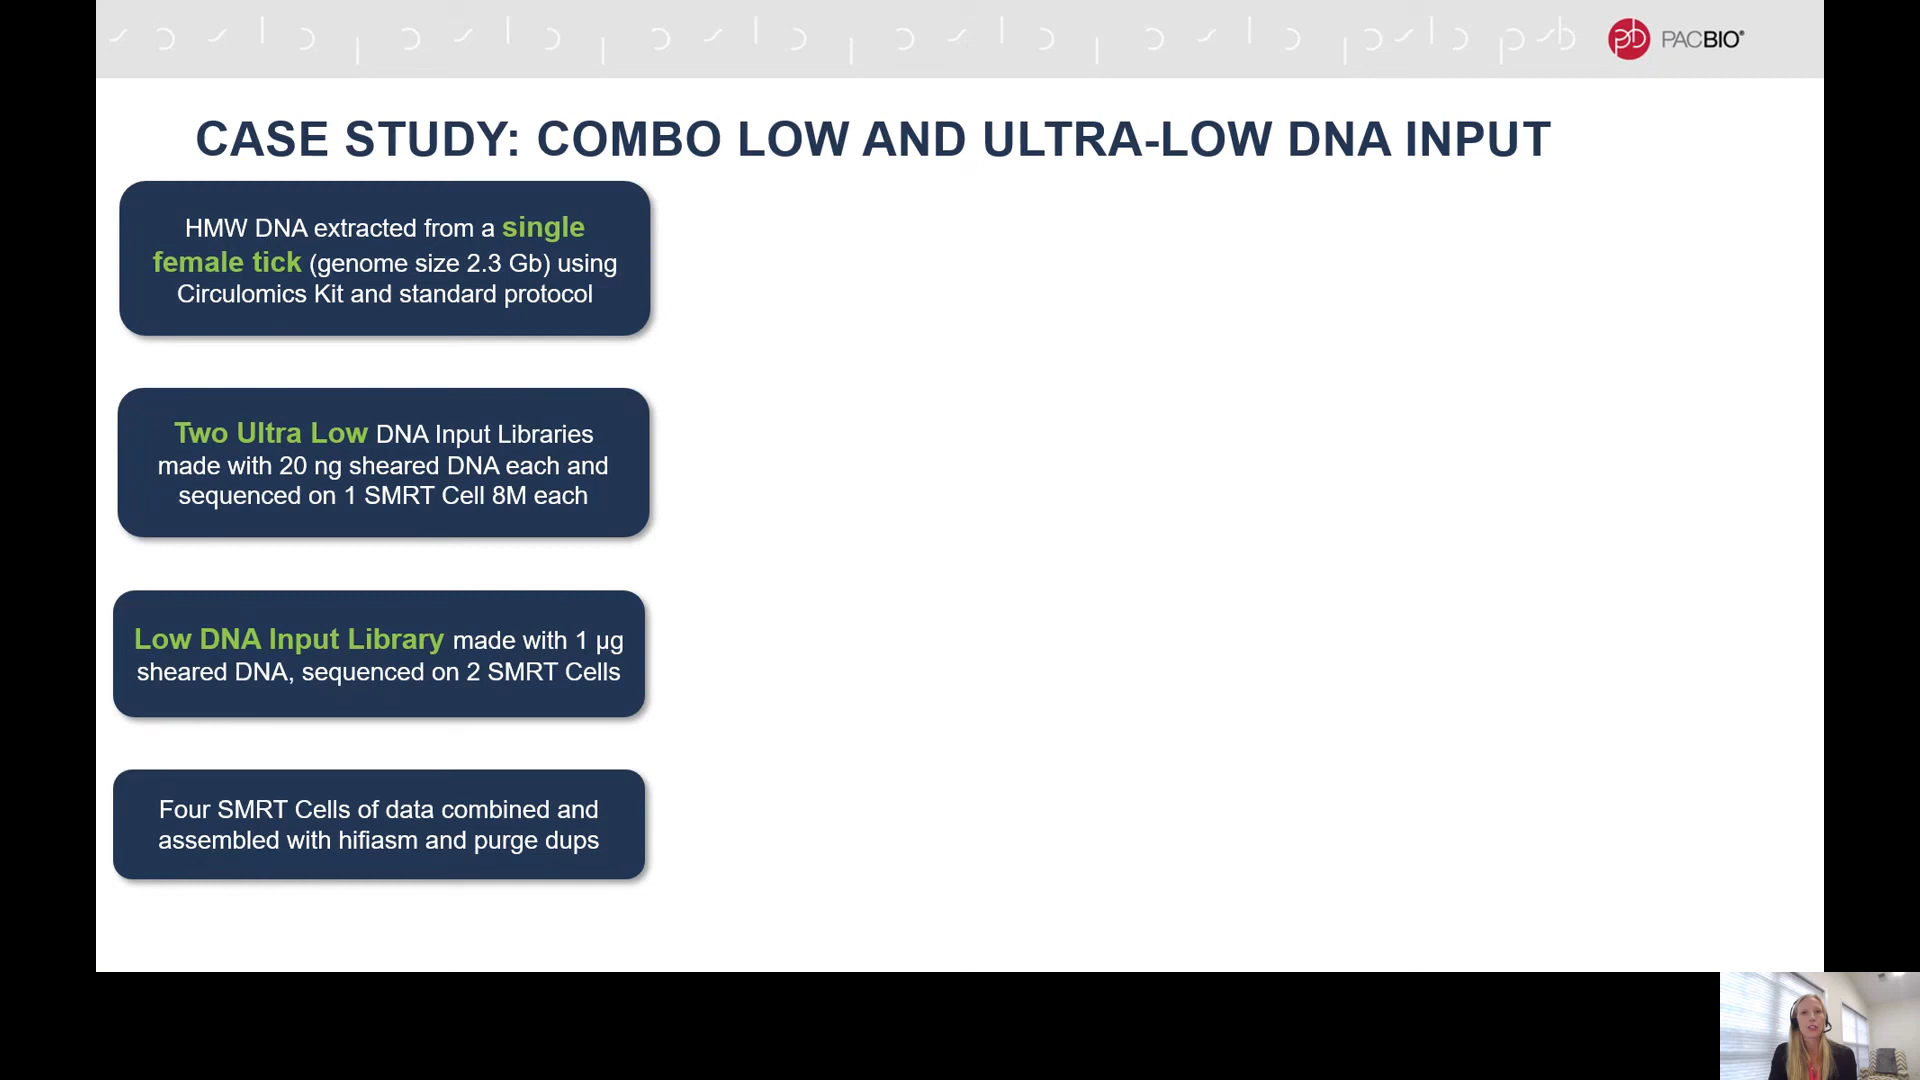 PACBIO®
CASE STUDY: COMBO LOW AND ULTRA-LOW DNA INPUT
HMW DNA extracted from a single
female tick (genome size 2.3 Gb) using
Circulomics Kit and standard protocol
Two Ultra Low DNA Input Libraries
made with 20 ng sheared DNA each and
sequenced on 1 SMRT Cell 8M each
Low DNA Input Library made with 1 µg
sheared DNA, sequenced on 2 SMRT Cells
Four SMRT Cells of data combined and
assembled with hifiasm and purge dups